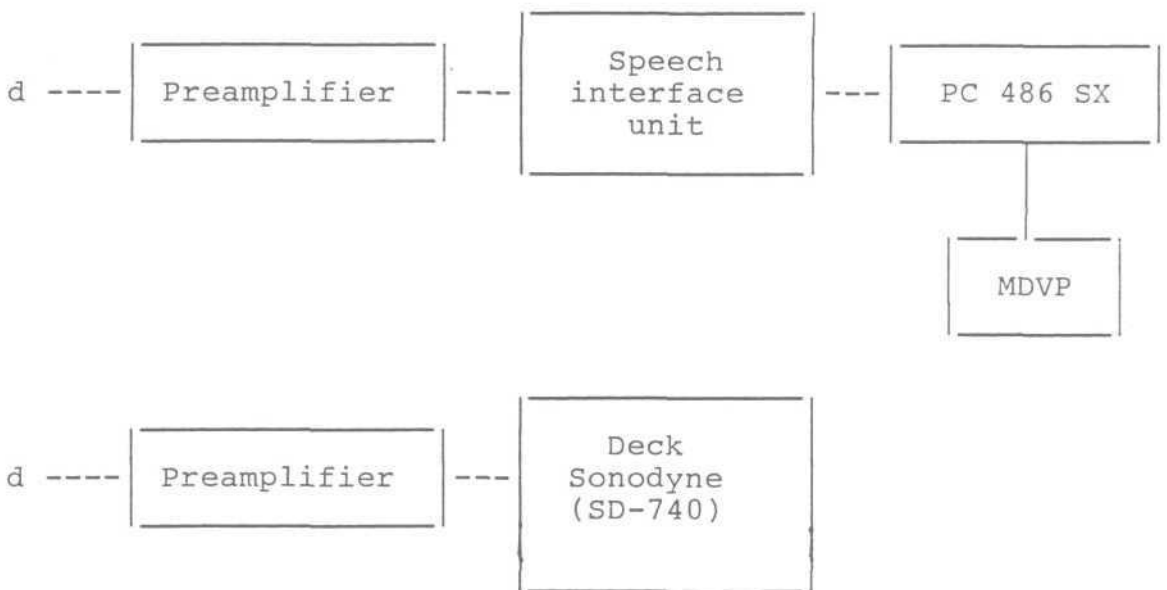 d ---- Preamplifier --- Speech interface unit --- PC 486 SX
MDVP
d ---- Preamplifier --- Deck Sonodyne (SD-740)